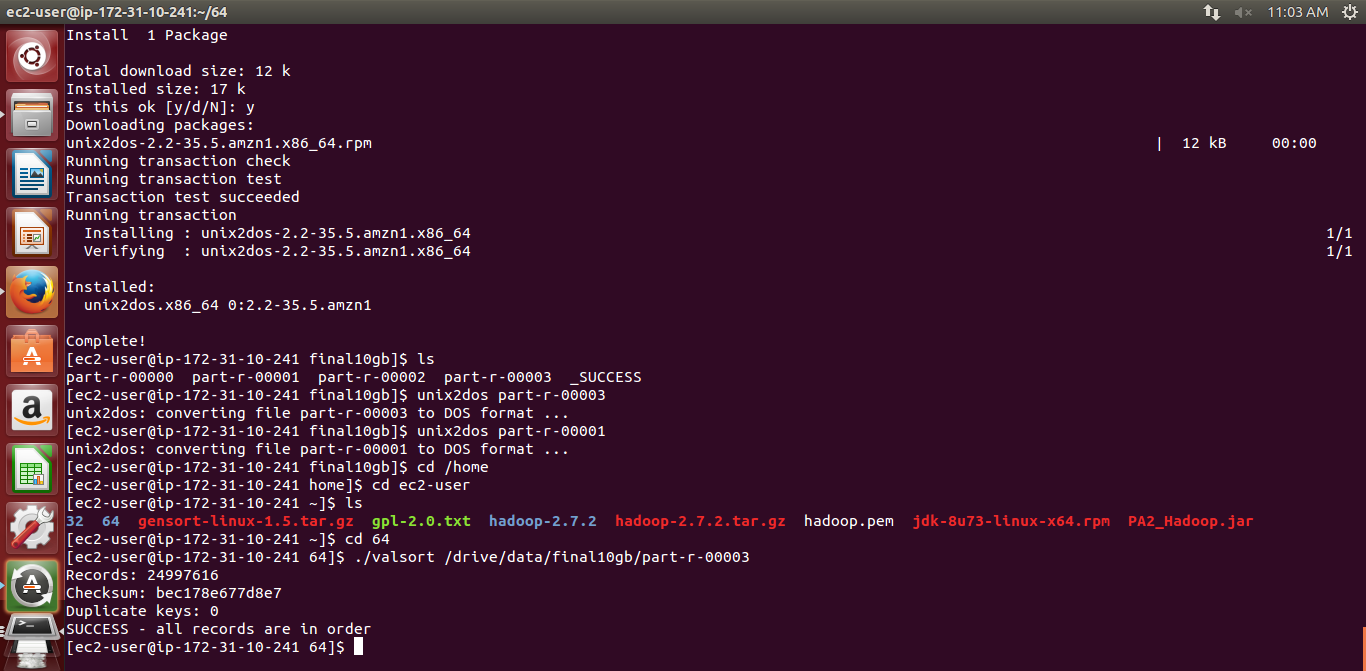 ec2-user@ip-172-31-10-241:~/64 11:03 AM
Install  1 Package
Total download size: 12 k
Installed size: 17 k
Is this ok [y/d/N]: y
Downloading packages:
unix2dos-2.2-35.5.amzn1.x86_64.rpm | 12 kB 00:00
Running transaction check
Running transaction test
Transaction test succeeded
Running transaction
  Installing : unix2dos-2.2-35.5.amzn1.x86_64 1/1
  Verifying  : unix2dos-2.2-35.5.amzn1.x86_64 1/1
Installed:
  unix2dos.x86_64 0:2.2-35.5.amzn1
Complete!
[ec2-user@ip-172-31-10-241 final10gb]$ ls
part-r-00000  part-r-00001  part-r-00002  part-r-00003  _SUCCESS
[ec2-user@ip-172-31-10-241 final10gb]$ unix2dos part-r-00003
unix2dos: converting file part-r-00003 to DOS format ...
[ec2-user@ip-172-31-10-241 final10gb]$ unix2dos part-r-00001
unix2dos: converting file part-r-00001 to DOS format ...
[ec2-user@ip-172-31-10-241 final10gb]$ cd /home
[ec2-user@ip-172-31-10-241 home]$ cd ec2-user
[ec2-user@ip-172-31-10-241 ~]$ ls
32  64  gensort-linux-1.5.tar.gz  gpl-2.0.txt  hadoop-2.7.2  hadoop-2.7.2.tar.gz  hadoop.pem  jdk-8u73-linux-x64.rpm  PA2_Hadoop.jar
[ec2-user@ip-172-31-10-241 ~]$ cd 64
[ec2-user@ip-172-31-10-241 64]$ ./valsort /drive/data/final10gb/part-r-00003
Records: 24997616
Checksum: bec178e677d8e7
Duplicate keys: 0
SUCCESS - all records are in order
[ec2-user@ip-172-31-10-241 64]$